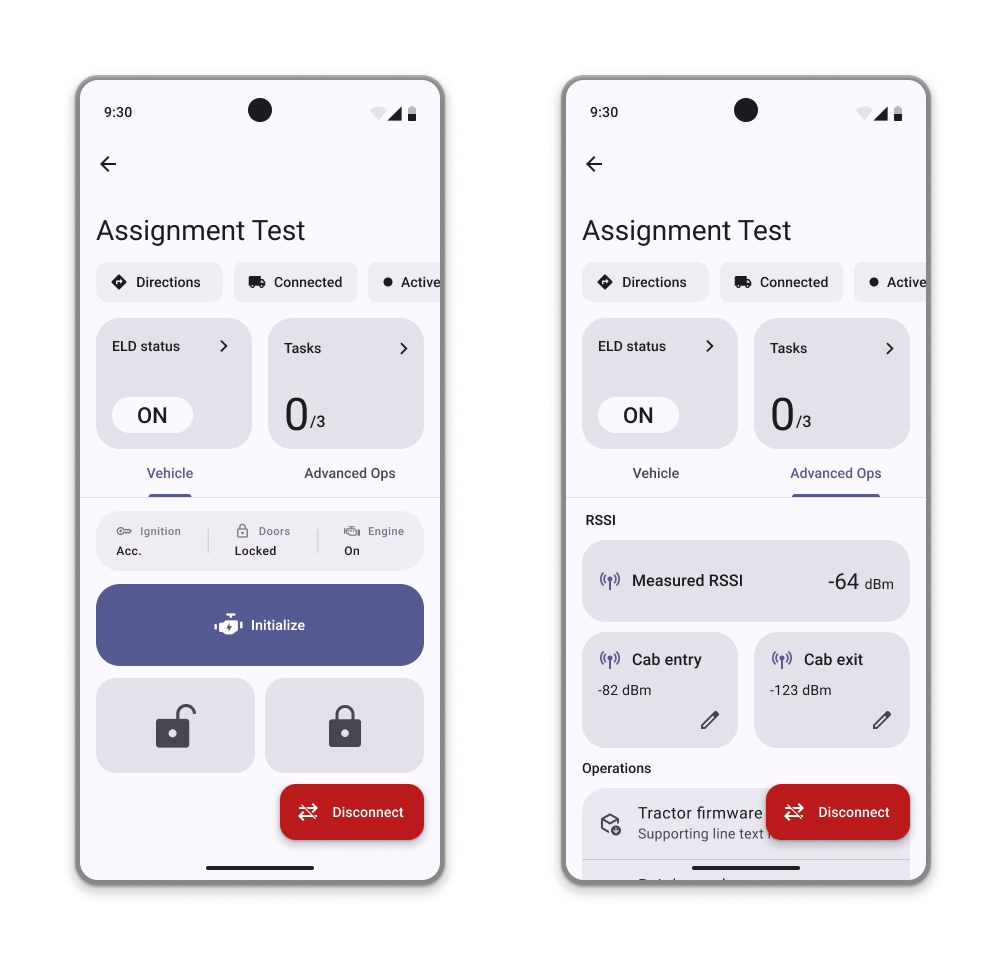 9:30
Assignment Test
Directions
Connected
Active
ELD status
Tasks
ON
0/3
Vehicle
Advanced Ops
Ignition
Doors
Engine
Acc.
Locked
On
Initialize
Disconnect
9:30
Assignment Test
Directions
Connected
Active
ELD status
Tasks
ON
0/3
Vehicle
Advanced Ops
RSSI
Measured RSSI
-64 dBm
Cab entry
Cab exit
-82 dBm
-123 dBm
Operations
Tractor firmware
Supporting line text
Disconnect